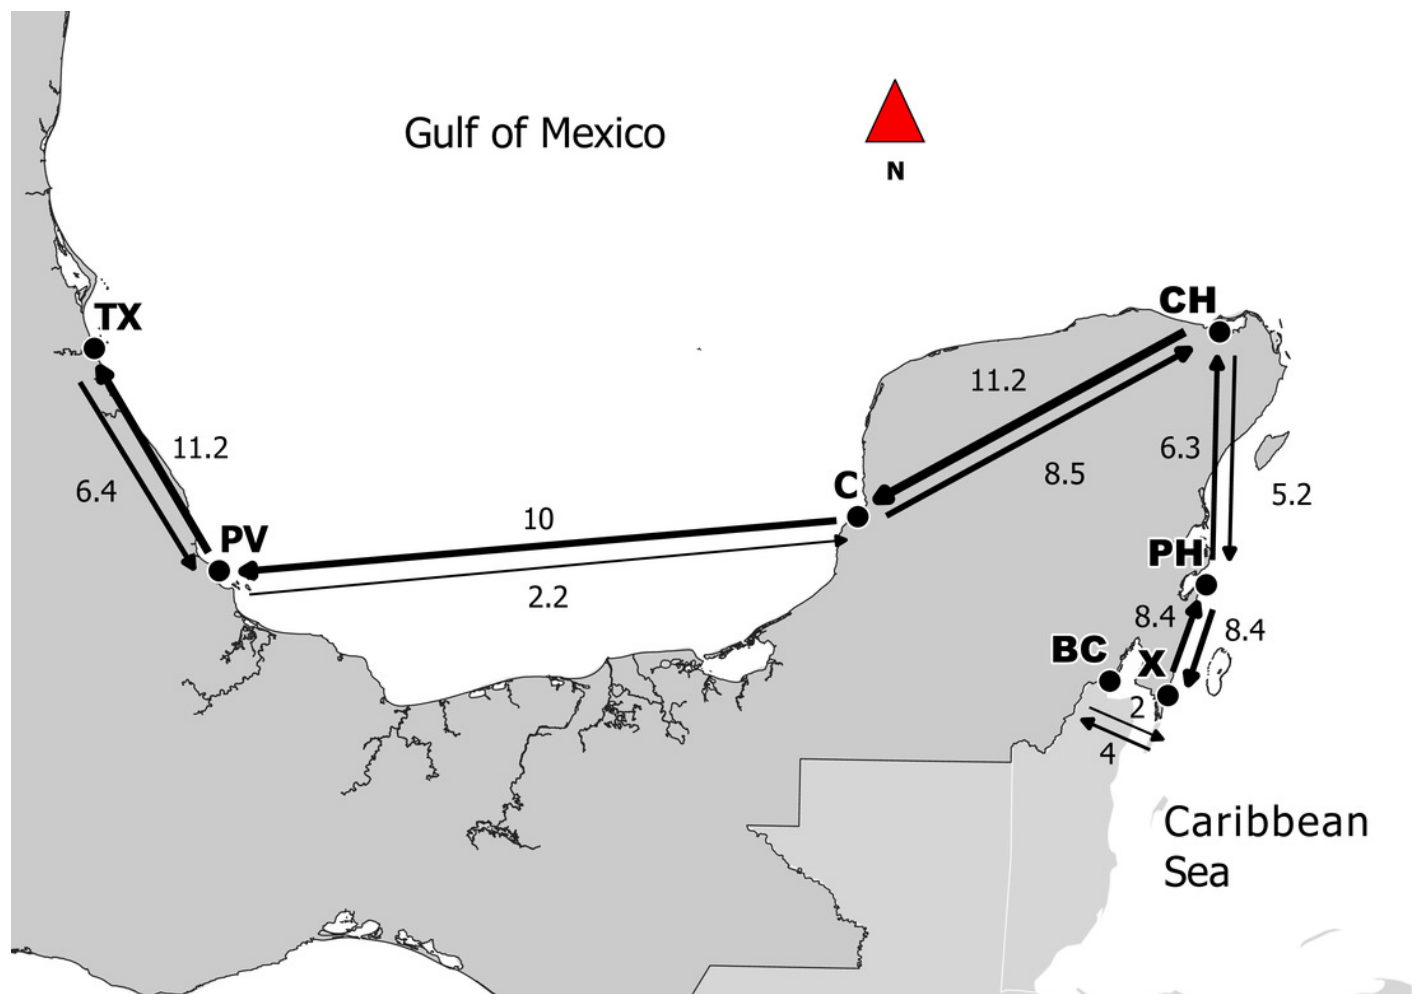 Gulf of Mexico
N
TX
CH
11.2
6.3
11.2
8.5
6.4
C
5.2
10
PV
PH
2.2
8.4
8.4
BC
X
2
4
Caribbean
Sea